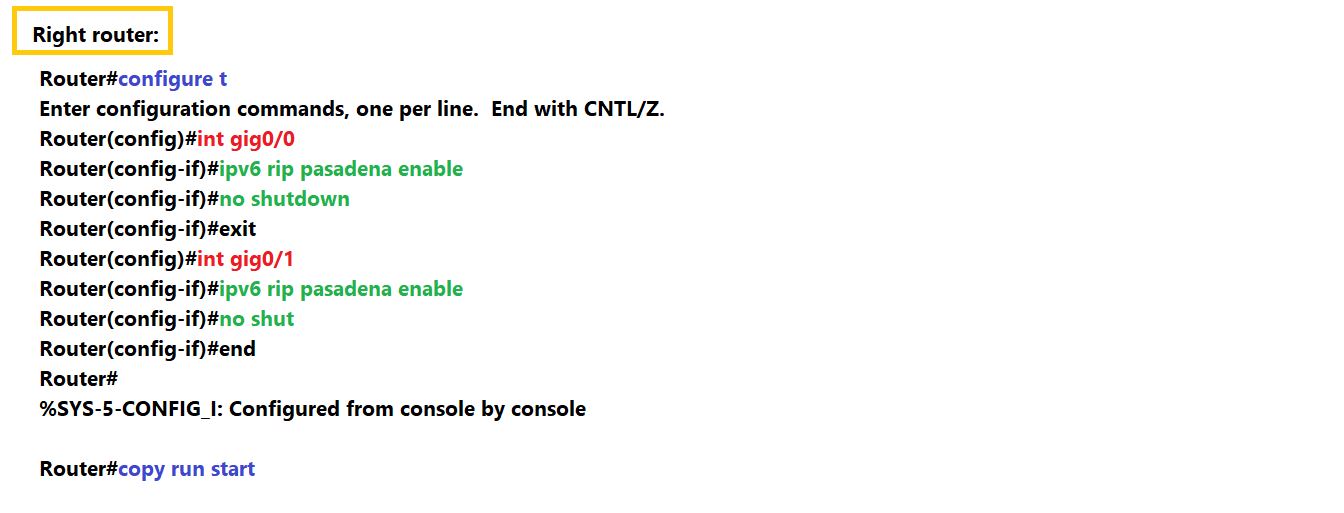 Right router:
Router#configure t
Enter configuration commands, one per line.  End with CNTL/Z.
Router(config)#int gig0/0
Router(config-if)#ipv6 rip pasadena enable
Router(config-if)#no shutdown
Router(config-if)#exit
Router(config)#int gig0/1
Router(config-if)#ipv6 rip pasadena enable
Router(config-if)#no shut
Router(config-if)#end
Router#
%SYS-5-CONFIG_I: Configured from console by console
Router#copy run start